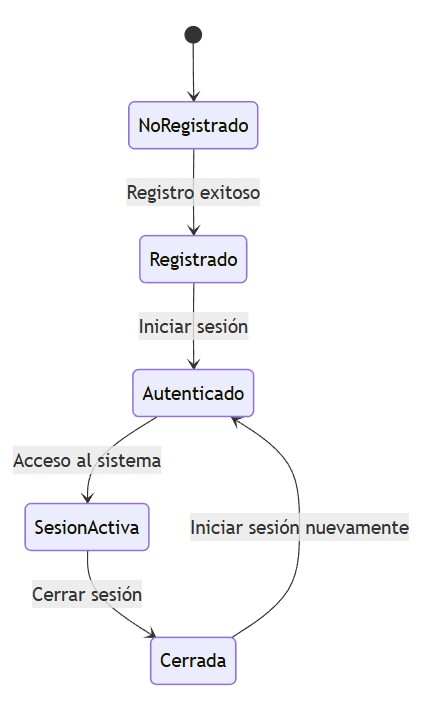 NoRegistrado
Registro exitoso
Registrado
Iniciar sesión
Autenticado
Acceso al sistema
SesionActiva
Iniciar sesión nuevamente
Cerrar sesión
Cerrada